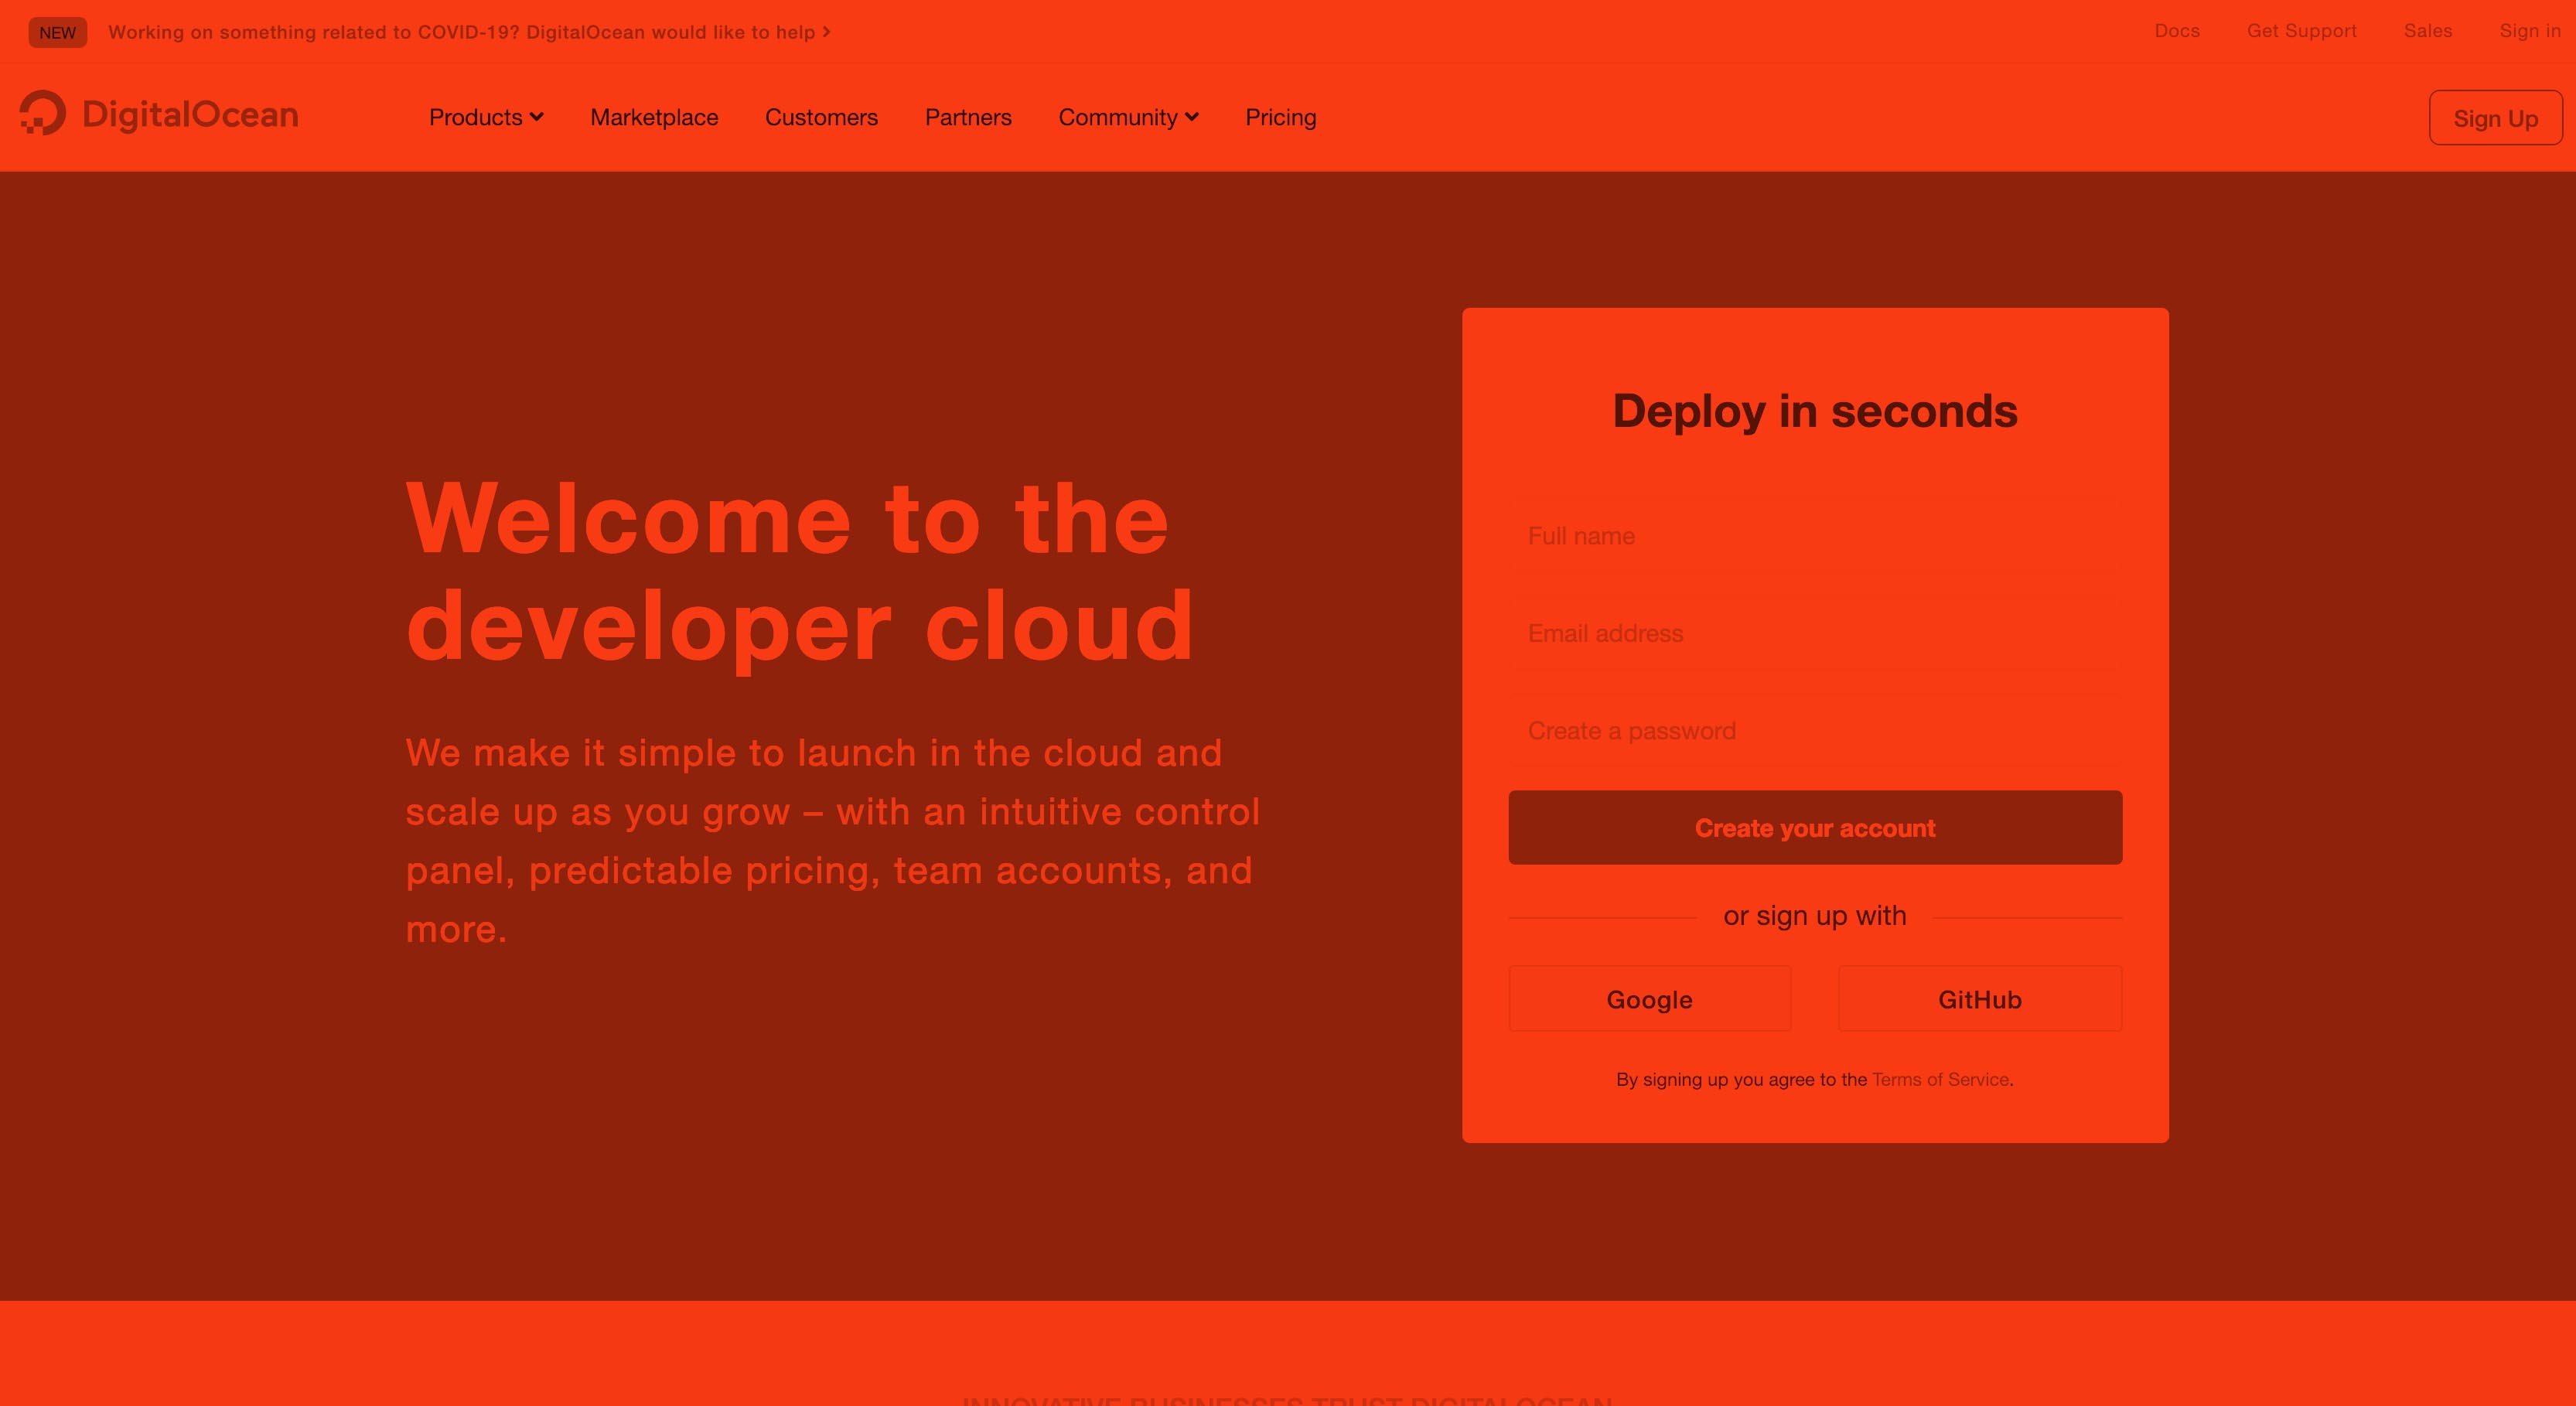 NEW Working on something related to COVID-19? DigitalOcean would like to help
Docs Get Support Sales Sign in
DigitalOcean Products Marketplace Customers Partners Community Pricing Sign Up
Welcome to the
developer cloud
We make it simple to launch in the cloud and
scale up as you grow – with an intuitive control
panel, predictable pricing, team accounts, and
more.
Deploy in seconds
Full name
Email address
Create a password
Create your account
or sign up with
Google GitHub
By signing up you agree to the Terms of Service.
INNOVATIVE BUSINESSES TRUST DIGITALOCEAN